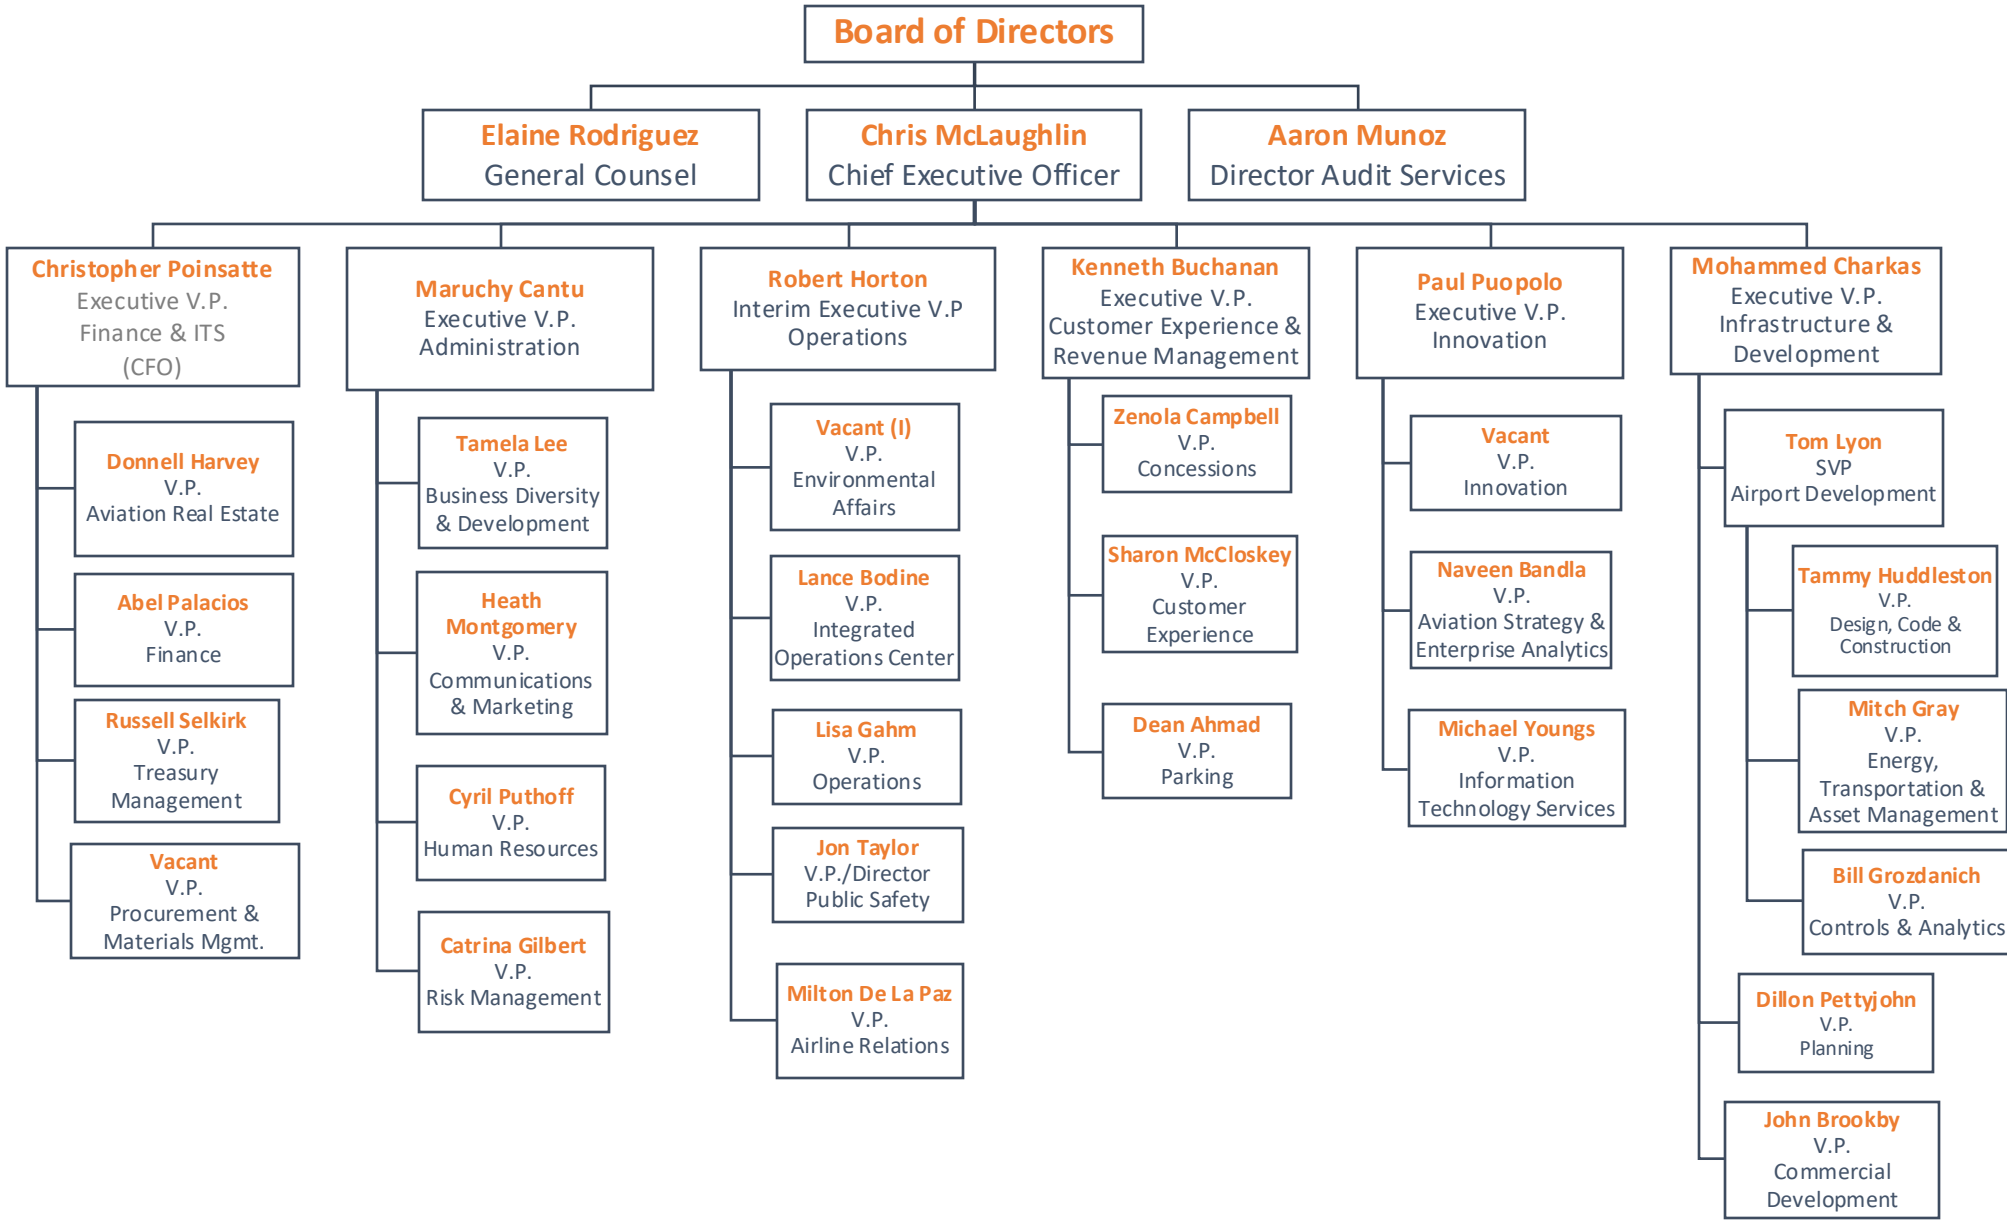 Board of Directors
Elaine Rodriguez
General Counsel
Chris McLaughlin
Chief Executive Officer
Aaron Munoz
Director Audit Services
Christopher Poinsatte
Executive V.P.
Finance & ITS
(CFO)
Donnell Harvey
V.P.
Aviation Real Estate
Abel Palacios
V.P.
Finance
Russell Selkirk
V.P.
Treasury
Management
Vacant
V.P.
Procurement &
Materials Mgmt.
Maruchy Cantu
Executive V.P.
Administration
Tamela Lee
V.P.
Business Diversity
& Development
Heath
Montgomery
V.P.
Communications
& Marketing
Cyril Puthoff
V.P.
Human Resources
Catrina Gilbert
V.P.
Risk Management
Robert Horton
Interim Executive V.P
Operations
Vacant (I)
V.P.
Environmental
Affairs
Lance Bodine
V.P.
Integrated
Operations Center
Lisa Gahm
V.P.
Operations
Jon Taylor
V.P./Director
Public Safety
Milton De La Paz
V.P.
Airline Relations
Kenneth Buchanan
Executive V.P.
Customer Experience &
Revenue Management
Zenola Campbell
V.P.
Concessions
Sharon McCloskey
V.P.
Customer
Experience
Dean Ahmad
V.P.
Parking
Paul Puopolo
Executive V.P.
Innovation
Vacant
V.P.
Innovation
Naveen Bandla
V.P.
Aviation Strategy &
Enterprise Analytics
Michael Youngs
V.P.
Information
Technology Services
Mohammed Charkas
Executive V.P.
Infrastructure &
Development
Tom Lyon
SVP
Airport Development
Tammy Huddleston
V.P.
Design, Code &
Construction
Mitch Gray
V.P.
Energy,
Transportation &
Asset Management
Bill Grozdanich
V.P.
Controls & Analytics
Dillon Pettyjohn
V.P.
Planning
John Brookby
V.P.
Commercial
Development